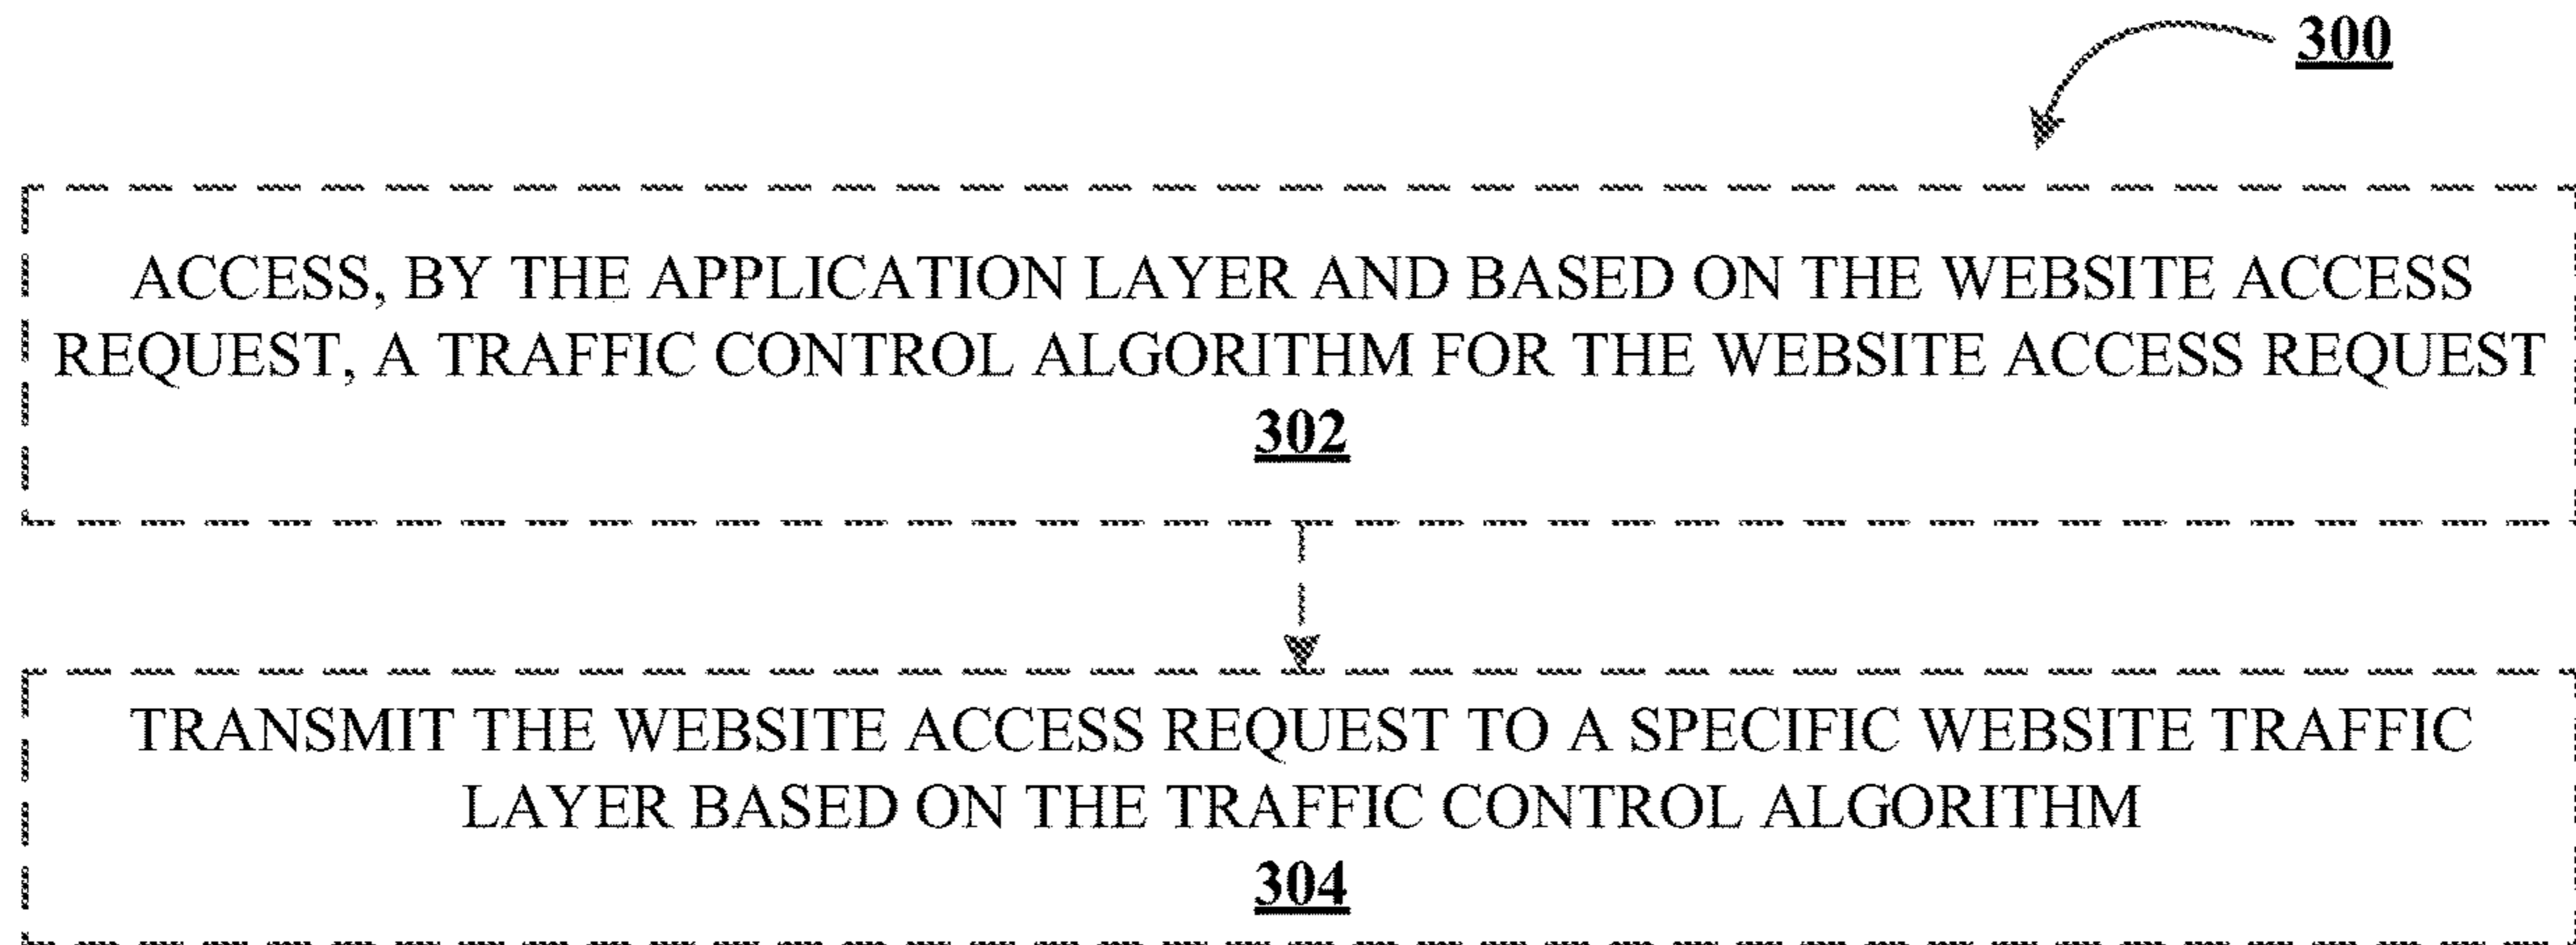 300
ACCESS, BY THE APPLICATION LAYER AND BASED ON THE WEBSITE ACCESS
REQUEST, A TRAFFIC CONTROL ALGORITHM FOR THE WEBSITE ACCESS REQUEST
302
TRANSMIT THE WEBSITE ACCESS REQUEST TO A SPECIFIC WEBSITE TRAFFIC
LAYER BASED ON THE TRAFFIC CONTROL ALGORITHM
304